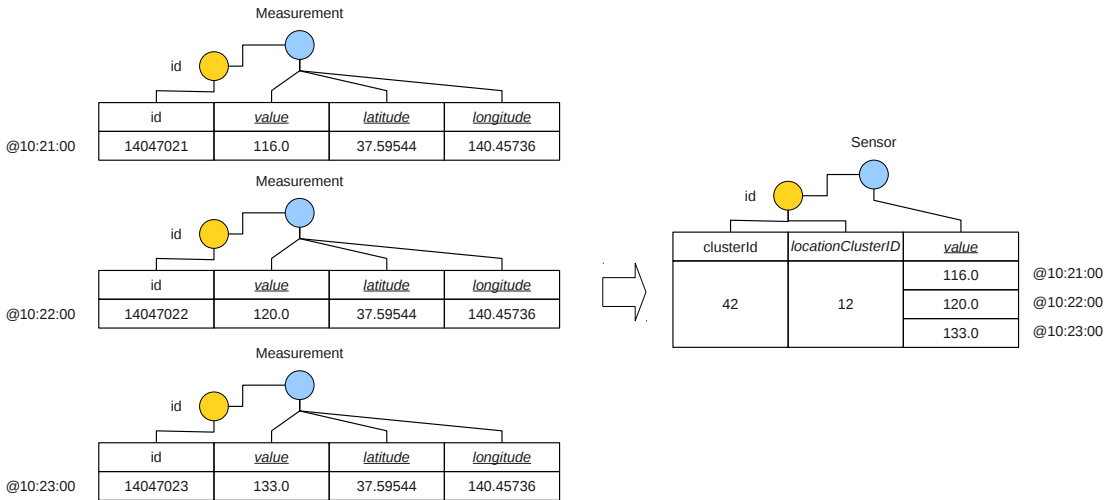 Measurement
id
id value latitude longitude
@10:21:00 14047021 116.0 37.59544 140.45736
Measurement
id
id value latitude longitude
@10:22:00 14047022 120.0 37.59544 140.45736
Measurement
id
id value latitude longitude
@10:23:00 14047023 133.0 37.59544 140.45736
Sensor
id
clusterId locationClusterID value
116.0 @10:21:00
42 12 120.0 @10:22:00
133.0 @10:23:00